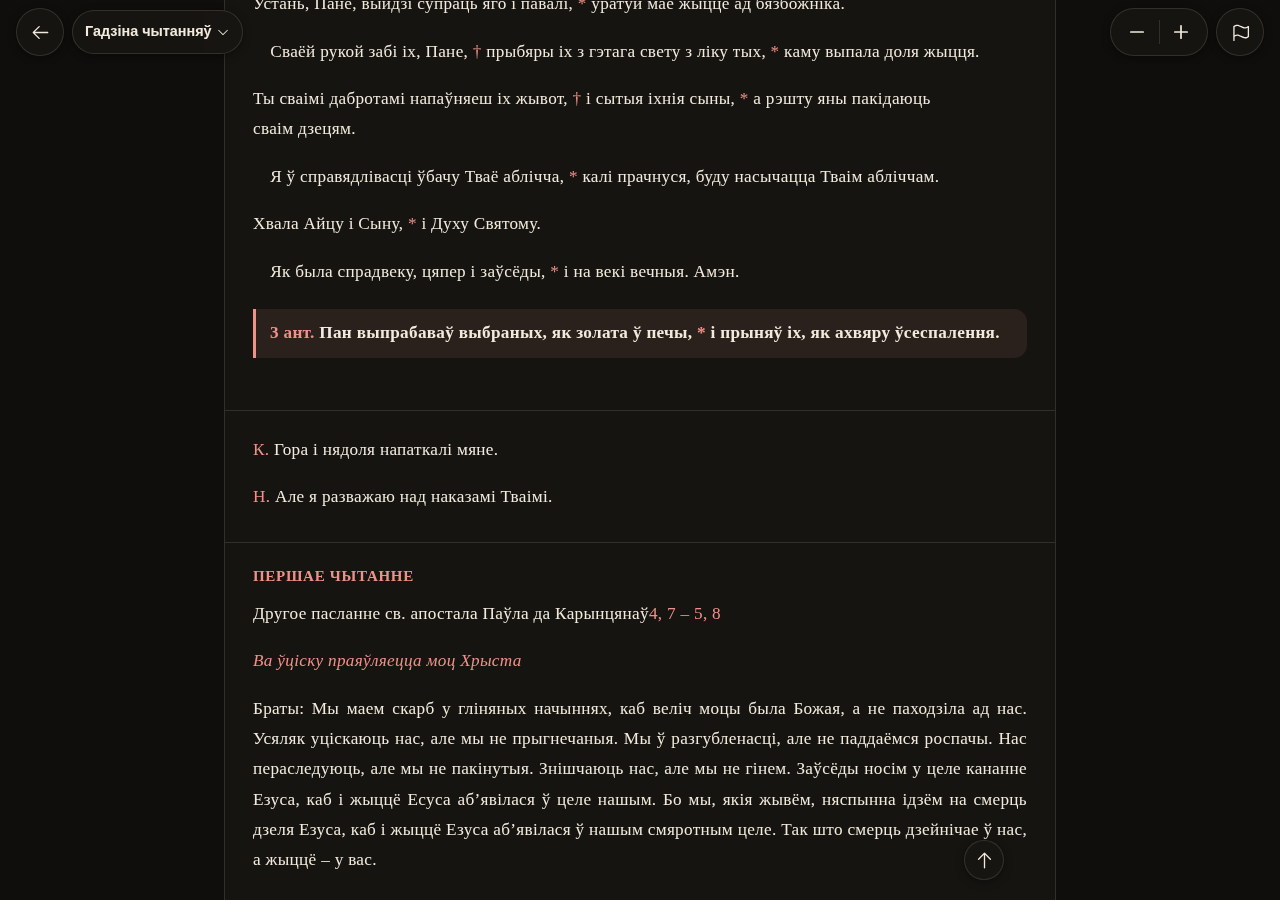 Устань, Пане, выйдзі супраць яго і павалі, * уратуй маё жыццё ад бязбожніка.
Гадзіна чытанняў
Сваёй рукой забі іх, Пане, † прыбяры іх з гэтага свету з ліку тых, * каму выпала доля жыцця.
Ты сваімі дабротамі напаўняеш іх жывот, † і сытыя іхнія сыны, * а рэшту яны пакідаюць
сваім дзецям.
Я ў справядлівасці ўбачу Тваё аблічча, * калі прачнуся, буду насычацца Тваім абліччам.
Хвала Айцу і Сыну, * і Духу Святому.
Як была спрадвеку, цяпер і заўсёды, * і на векі вечныя. Амэн.
3 ант. Пан выпрабаваў выбраных, як золата ў печы, * і прыняў іх, як ахвяру ўсеспалення.
К. Гора і нядоля напаткалі мяне.
Н. Але я разважаю над наказамі Тваімі.
ПЕРШАЕ ЧЫТАННЕ
Другое пасланне св. апостала Паўла да Карынцянаў4, 7 – 5, 8
Ва ўціску праяўляецца моц Хрыста
Браты: Мы маем скарб у гліняных начыннях, каб веліч моцы была Божая, а не паходзіла ад нас.
Усяляк уціскаюць нас, але мы не прыгнечаныя. Мы ў разгубленасці, але не паддаёмся роспачы. Нас
пераследуюць, але мы не пакінутыя. Знішчаюць нас, але мы не гінем. Заўсёды носім у целе кананне
Езуса, каб і жыццё Есуса аб’явілася ў целе нашым. Бо мы, якія жывём, няспынна ідзём на смерць
дзеля Езуса, каб і жыццё Езуса аб’явілася ў нашым смяротным целе. Так што смерць дзейнічае ў нас,
а жыццё – у вас.